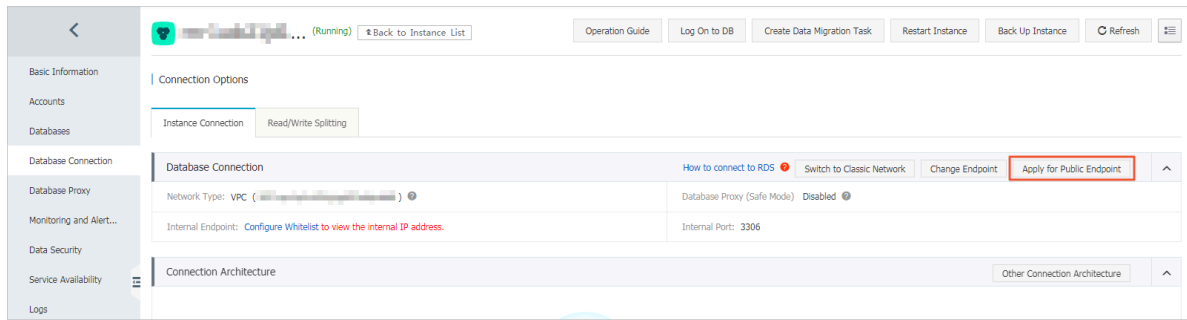 ... (Running) Back to Instance List Operation Guide Log On to DB Create Data Migration Task Restart Instance Back Up Instance Refresh
Basic Information
Connection Options
Accounts
Instance Connection Read/Write Splitting
Databases
Database Connection
Database Connection How to connect to RDS Switch to Classic Network Change Endpoint Apply for Public Endpoint
Database Proxy
Network Type: VPC ( ) Database Proxy (Safe Mode) Disabled
Monitoring and Alert...
Internal Endpoint: Configure Whitelist to view the internal IP address. Internal Port: 3306
Data Security
Service Availability
Connection Architecture Other Connection Architecture
Logs